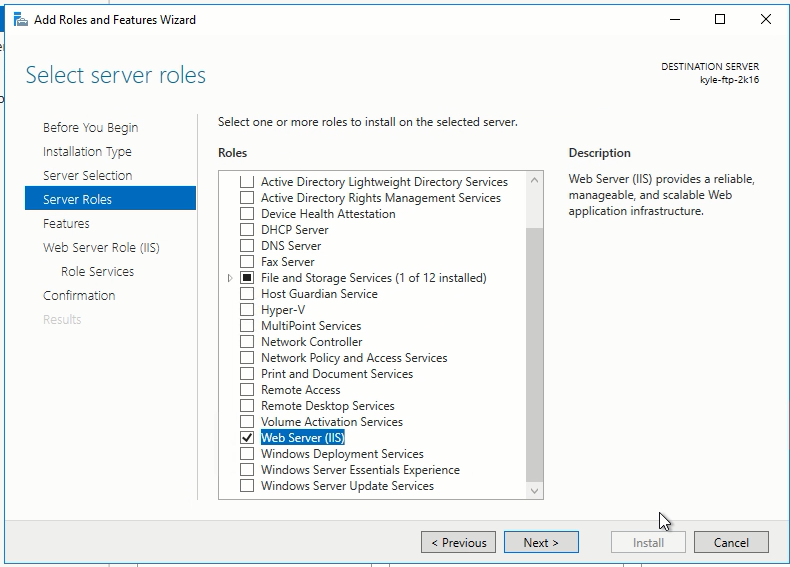 Add Roles and Features Wizard
Select server roles
DESTINATION SERVER
kyle-ftp-2k16
Before You Begin
Installation Type
Server Selection
Server Roles
Features
Web Server Role (IIS)
Role Services
Confirmation
Results
Select one or more roles to install on the selected server.
Roles
Active Directory Lightweight Directory Services
Active Directory Rights Management Services
Device Health Attestation
DHCP Server
DNS Server
Fax Server
File and Storage Services (1 of 12 installed)
Host Guardian Service
Hyper-V
MultiPoint Services
Network Controller
Network Policy and Access Services
Print and Document Services
Remote Access
Remote Desktop Services
Volume Activation Services
Web Server (IIS)
Windows Deployment Services
Windows Server Essentials Experience
Windows Server Update Services
Description
Web Server (IIS) provides a reliable,
manageable, and scalable Web
application infrastructure.
< Previous
Next >
Install
Cancel